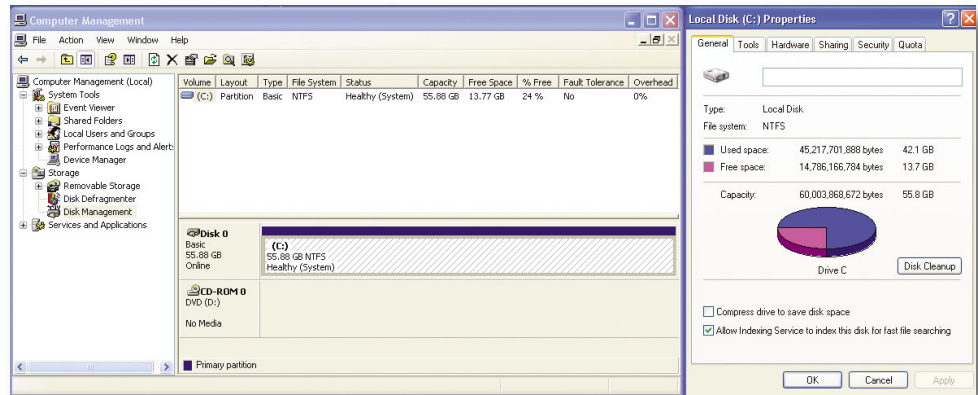 Computer Management
File Action View Window Help
Computer Management (Local)
System Tools
Event Viewer
Shared Folders
Local Users and Groups
Performance Logs and Alert:
Device Manager
Storage
Removable Storage
Disk Defragmenter
Disk Management
Services and Applications
Volume Layout Type File System Status Capacity Free Space % Free Fault Tolerance Overhead
(C:) Partition Basic NTFS Healthy (System) 55.88 GB 13.77 GB 24 % No 0%
Disk 0
Basic
55.88 GB
Online
(C:)
55.88 GB NTFS
Healthy (System)
CD-ROM 0
DVD (D:)
No Media
Primary partition
Local Disk (C:) Properties
General Tools Hardware Sharing Security Quota
Type: Local Disk
File system: NTFS
Used space: 45,217,701,888 bytes 42.1 GB
Free space: 14,786,166,784 bytes 13.7 GB
Capacity: 60,003,868,672 bytes 55.8 GB
Drive C
Disk Cleanup
Compress drive to save disk space
Allow Indexing Service to index this disk for fast file searching
OK Cancel Apply